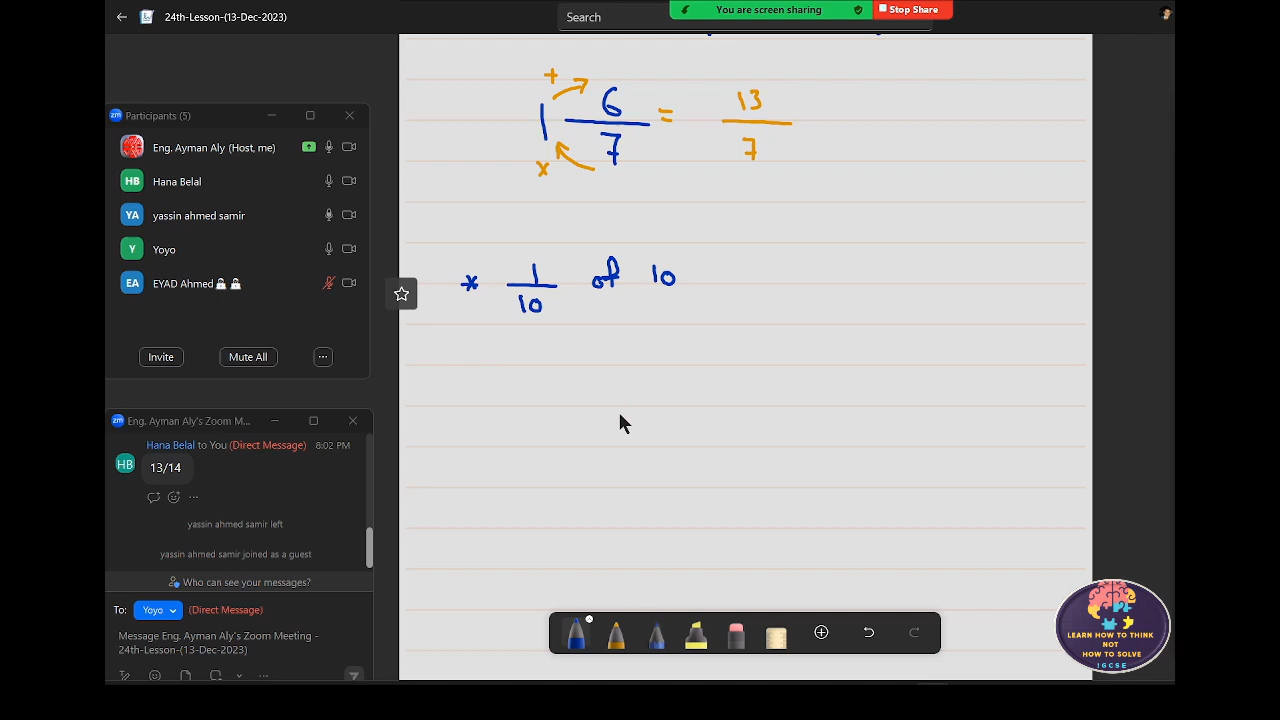 24th-Lesson-(13-Dec-2023)
Search
You are screen sharing
Stop Share
Participants (5)
Eng. Ayman Aly (Host, me)
HB Hana Belal
YA yassin ahmed samir
Y Yoyo
EA EYAD Ahmed
Invite
Mute All
...
Eng. Ayman Aly's Zoom M...
Hana Belal to You (Direct Message) 8:02 PM
HB
13/14
yassin ahmed samir left
yassin ahmed samir joined as a guest
Who can see your messages?
To: Yoyo (Direct Message)
Message Eng. Ayman Aly's Zoom Meeting -
24th-Lesson-(13-Dec-2023)
+
1 6/7 = 13/7
x
* 1/10 of 10
LEARN HOW TO THINK
NOT
HOW TO SOLVE
IGCSE